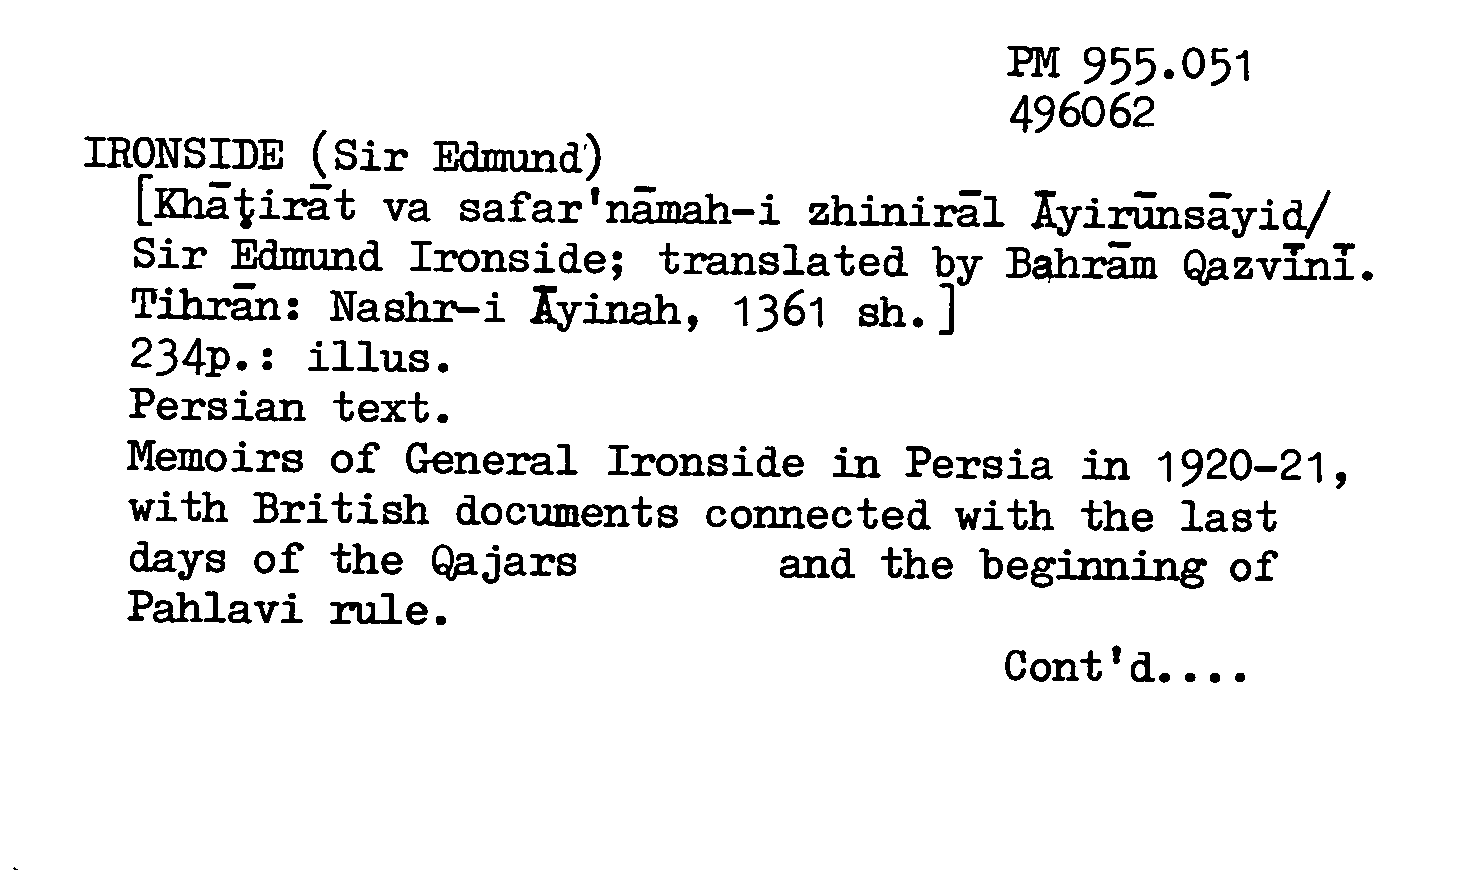 PM 955.051
496062
IRONSIDE (Sir Edmund)
[Khāţirāt va safar'nāmah-i zhinirāl Āyirūnsāyid/
Sir Edmund Ironside; translated by Bahrām Qazvīnī.
Tihrān: Nashr-i Āyinah, 1361 sh.]
234p.: illus.
Persian text.
Memoirs of General Ironside in Persia in 1920-21,
with British documents connected with the last
days of the Qajars and the beginning of
Pahlavi rule.
Cont'd....